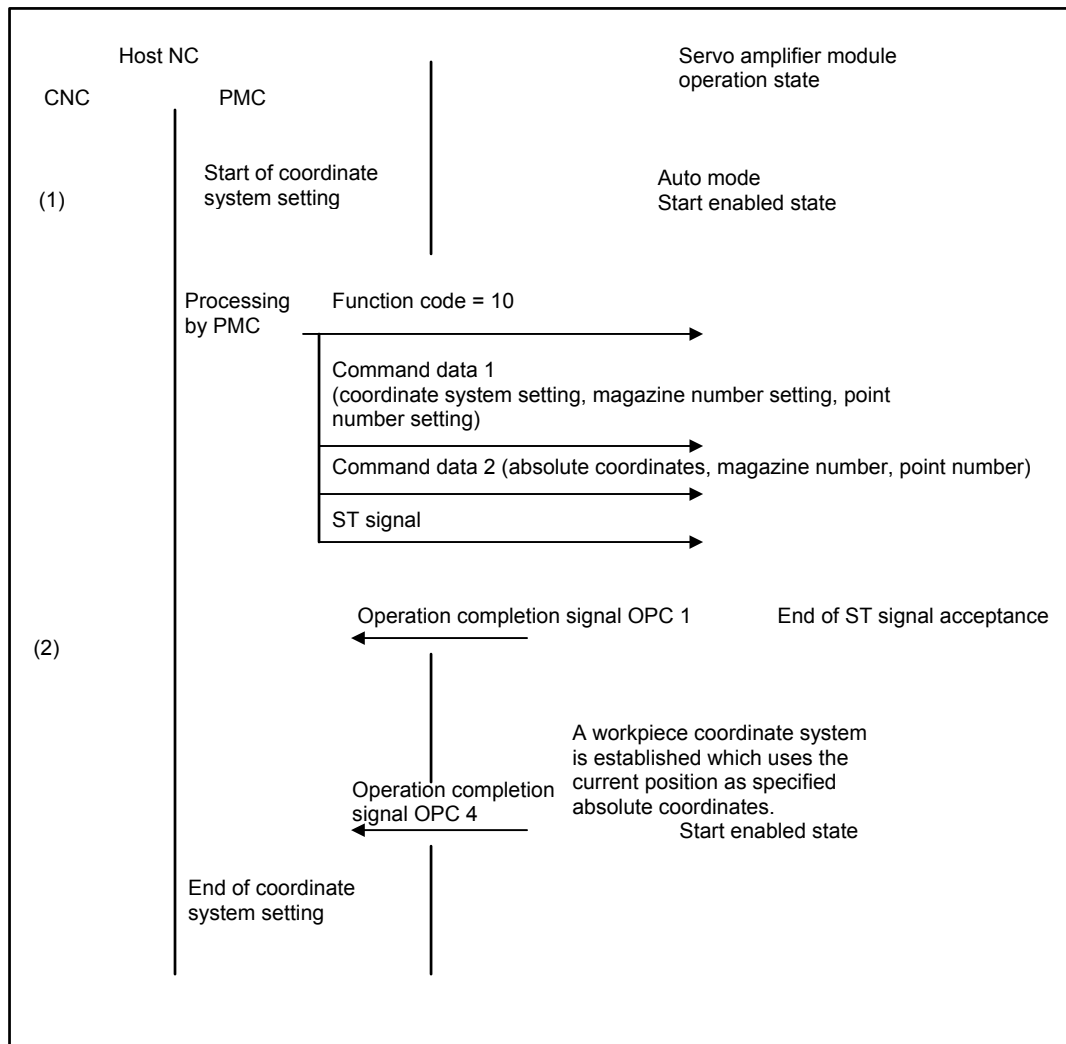 Host NC
Servo amplifier module
operation state
CNC
PMC
Start of coordinate
system setting
(1)
Auto mode
Start enabled state
Processing
by PMC
Function code = 10
Command data 1
(coordinate system setting, magazine number setting, point
number setting)
Command data 2 (absolute coordinates, magazine number, point number)
ST signal
Operation completion signal OPC 1
End of ST signal acceptance
(2)
A workpiece coordinate system
is established which uses the
current position as specified
absolute coordinates.
Operation completion
signal OPC 4
Start enabled state
End of coordinate
system setting